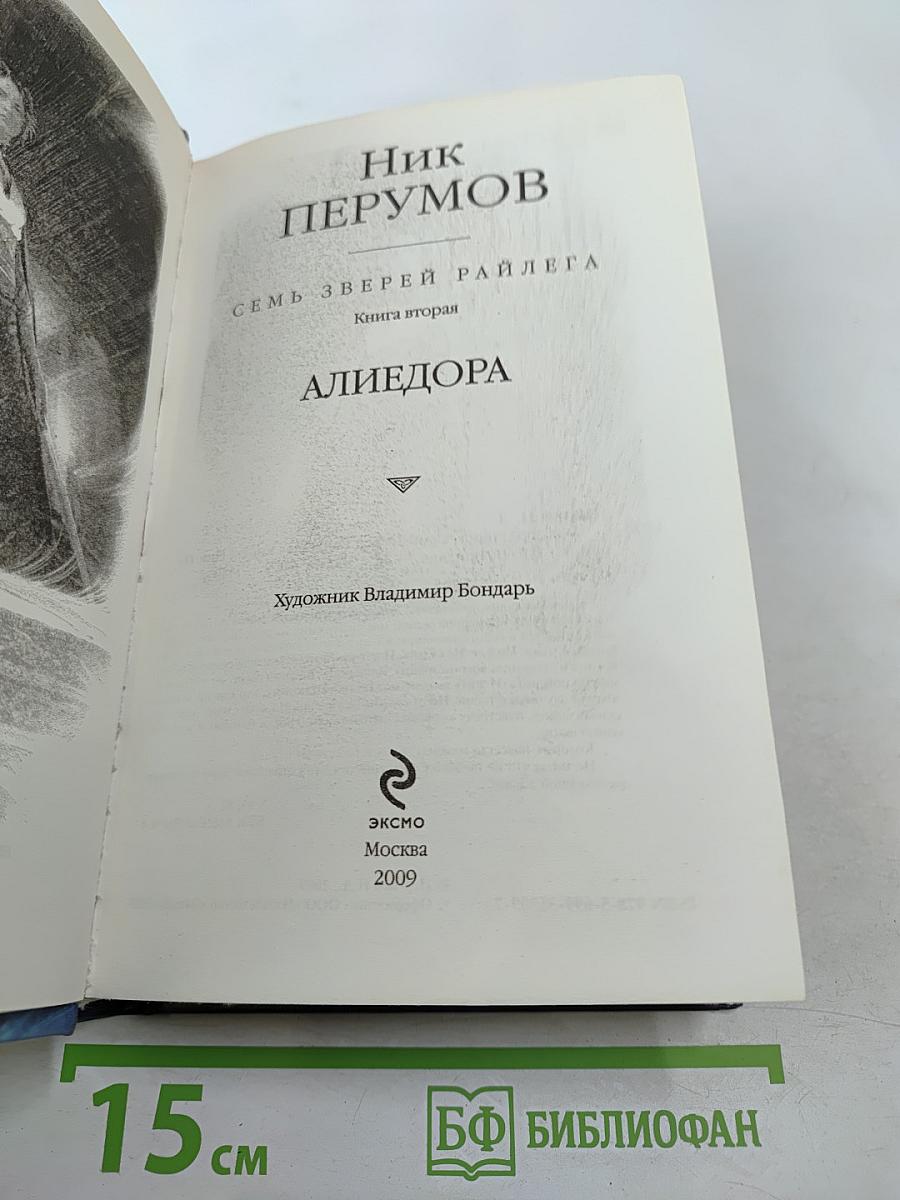 Ник
ПЕРУМОВ
СЕМЬ ЗВЕРЕЙ РАЙЛЕГА
Книга вторая
АЛИЕДОРА
Художник Владимир Бондарь
ЭКСМО
Москва
2009
15 см
БФ БИБЛИОФАН